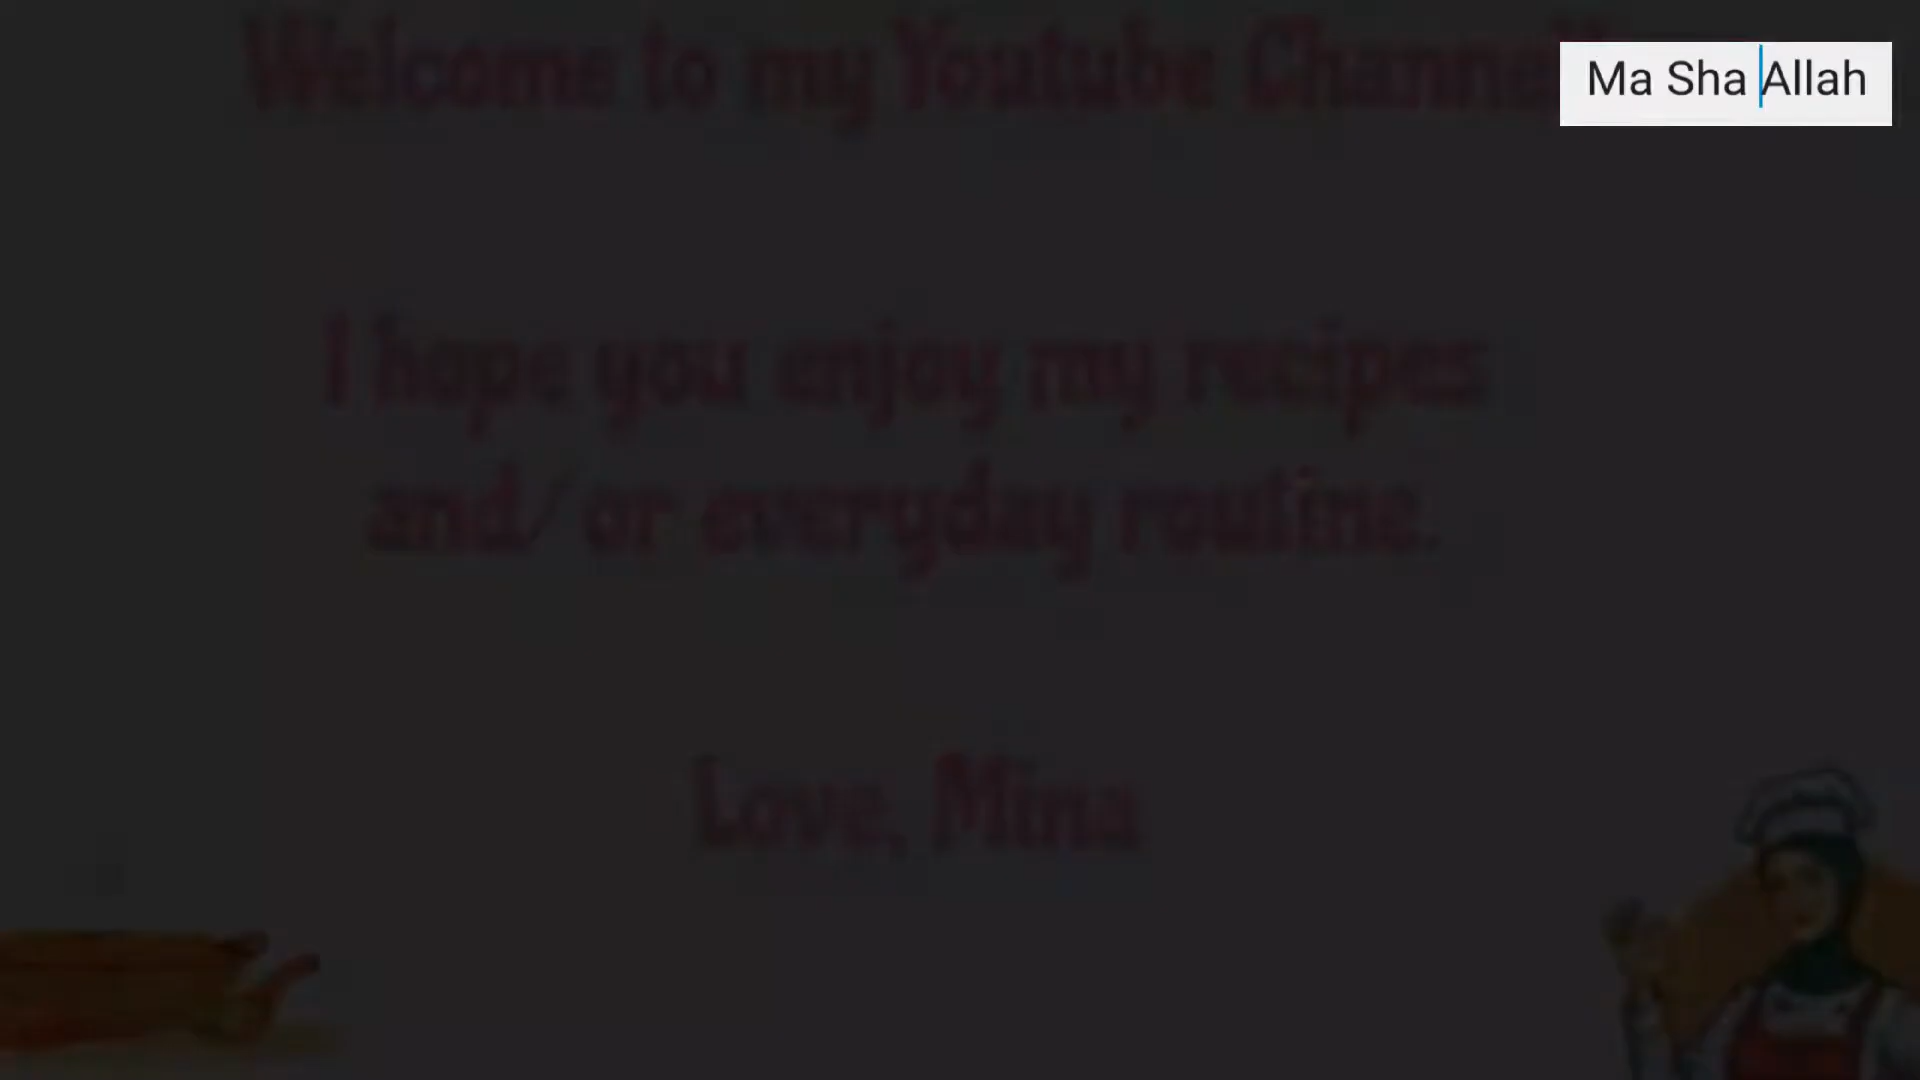 Welcome to my Youtube Channel!
Ma Sha Allah
I hope you enjoy my recipes
and/ or everyday routine.
Love, Mina